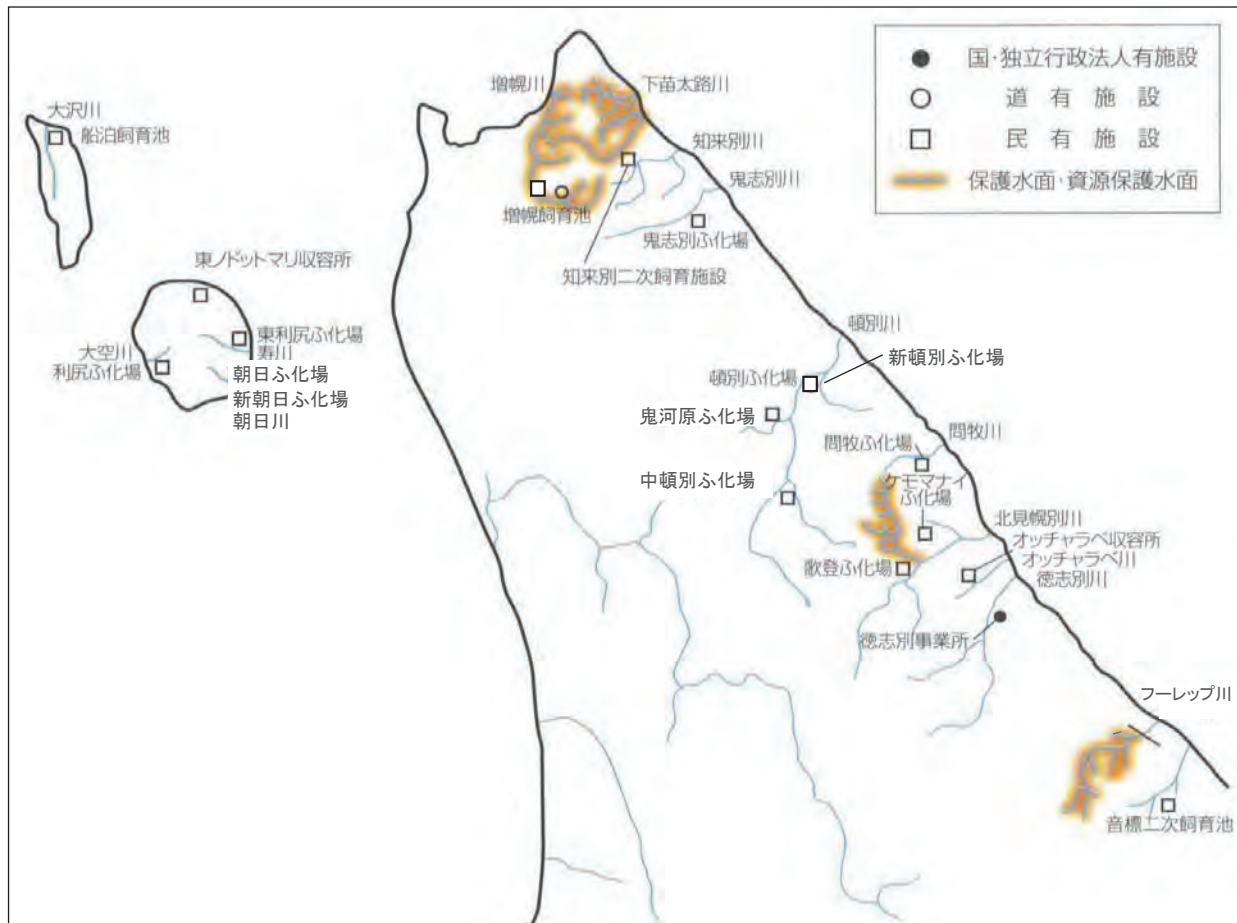 国・独立行政法人有施設
道有施設
民有施設
保護水面・資源保護水面
大沢川
船泊飼育池
東ノドットマリ収容所
東利尻ふ化場
寿川
大空川
利尻ふ化場
朝日ふ化場
新朝日ふ化場
朝日川
増幌川
下苗太路川
知来別川
鬼志別川
増幌飼育池
鬼志別ふ化場
知来別二次飼育施設
頓別川
新頓別ふ化場
頓別ふ化場
鬼河原ふ化場
問牧川
問牧ふ化場
ケモマナイ
ふ化場
中頓別ふ化場
北見幌別川
オッチャラベ収容所
オッチャラベ川
徳志別川
歌登ふ化場
徳志別事業所
フーレップ川
音標二次飼育池